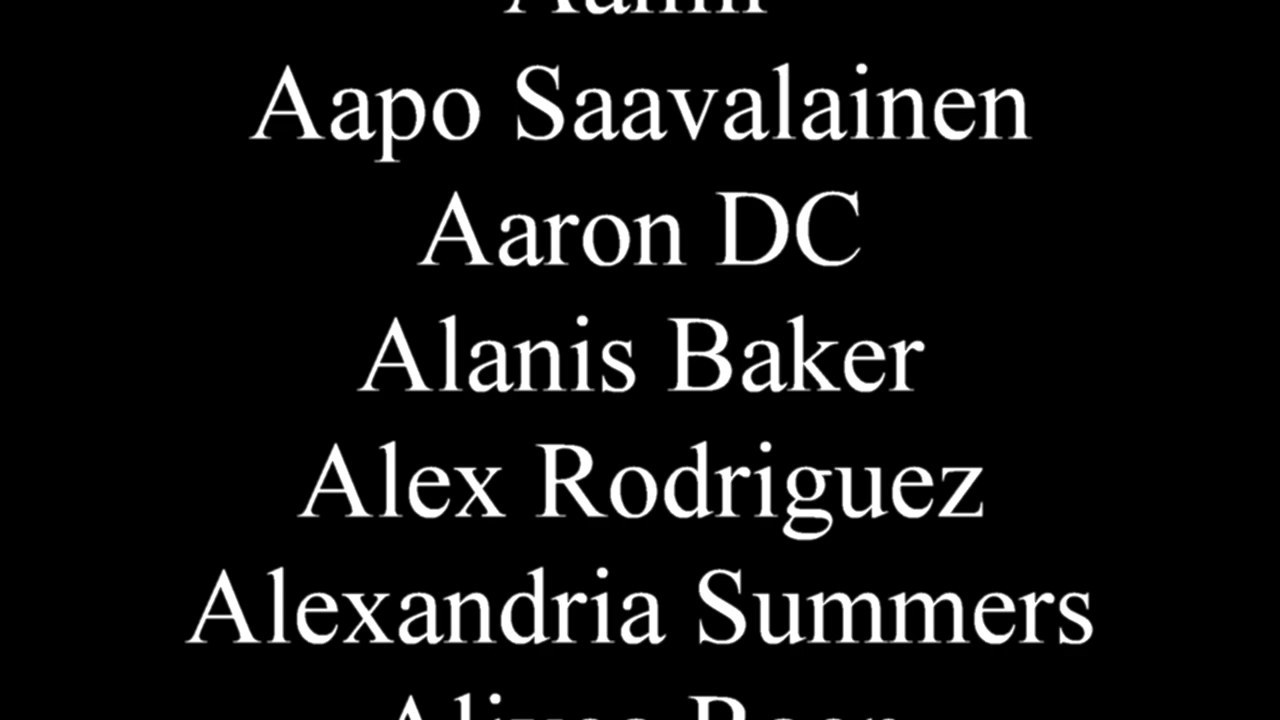 Aapo Saavalainen
Aaron DC
Alanis Baker
Alex Rodriguez
Alexandria Summers